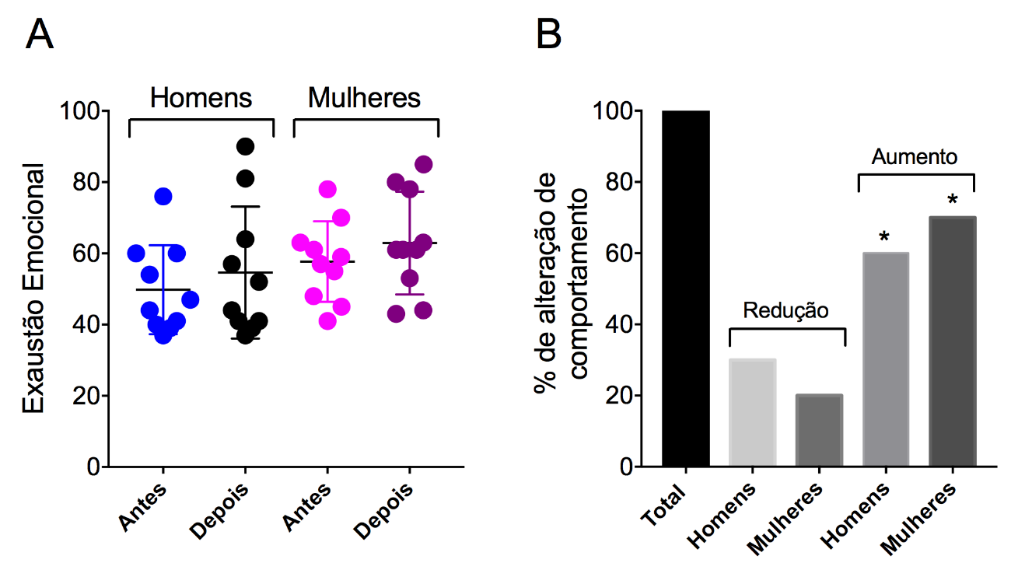 A
Homens
Mulheres
100
80
60
40
20
0
Exaustão Emocional
Antes
Depois
Antes
Depois
B
100
80
60
40
20
0
% de alteração de
comportamento
Redução
Aumento
*
*
Total
Homens
Mulheres
Homens
Mulheres